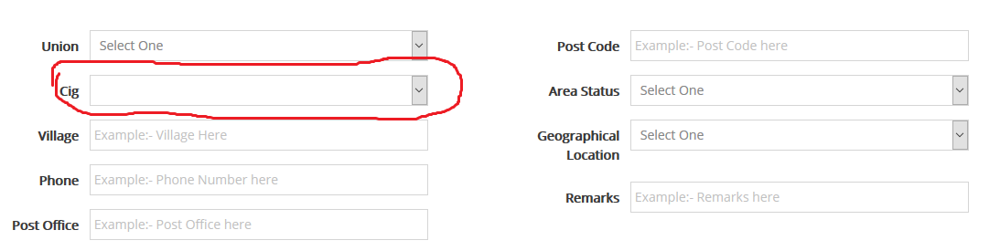 Union Select One
Cig
Village Example:- Village Here
Phone Example:- Phone Number here
Post Office Example:- Post Office here
Post Code Example:- Post Code here
Area Status Select One
Geographical Select One
Location
Remarks Example:- Remarks here